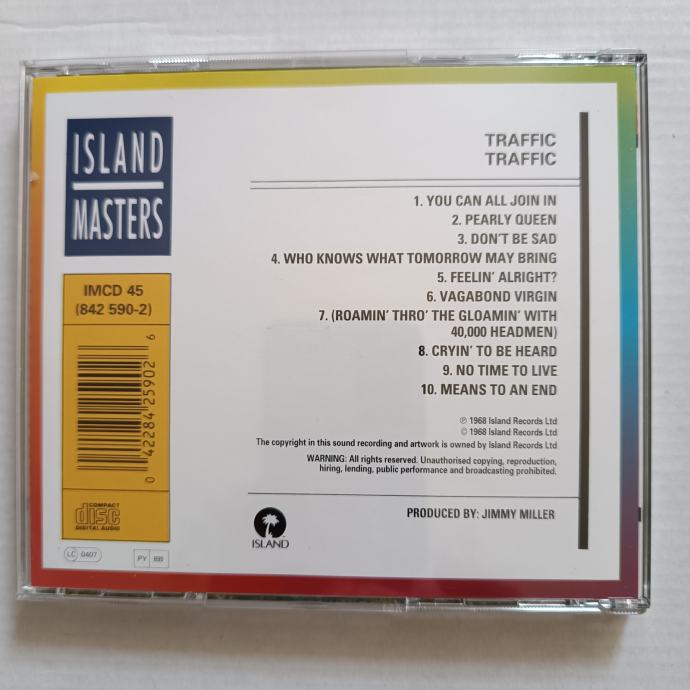 ISLAND
MASTERS
IMCD 45
(842 590-2)
0 42284 25902 6
COMPACT
disc
DIGITAL AUDIO
LC 0407
PY 899
TRAFFIC
TRAFFIC
1. YOU CAN ALL JOIN IN
2. PEARLY QUEEN
3. DON'T BE SAD
4. WHO KNOWS WHAT TOMORROW MAY BRING
5. FEELIN' ALRIGHT?
6. VAGABOND VIRGIN
7. (ROAMIN' THRO' THE GLOAMIN' WITH
40,000 HEADMEN)
8. CRYIN' TO BE HEARD
9. NO TIME TO LIVE
10. MEANS TO AN END
℗ 1968 Island Records Ltd
© 1968 Island Records Ltd
The copyright in this sound recording and artwork is owned by Island Records Ltd
WARNING: All rights reserved. Unauthorised copying, reproduction,
hiring, lending, public performance and broadcasting prohibited.
ISLAND
PRODUCED BY: JIMMY MILLER